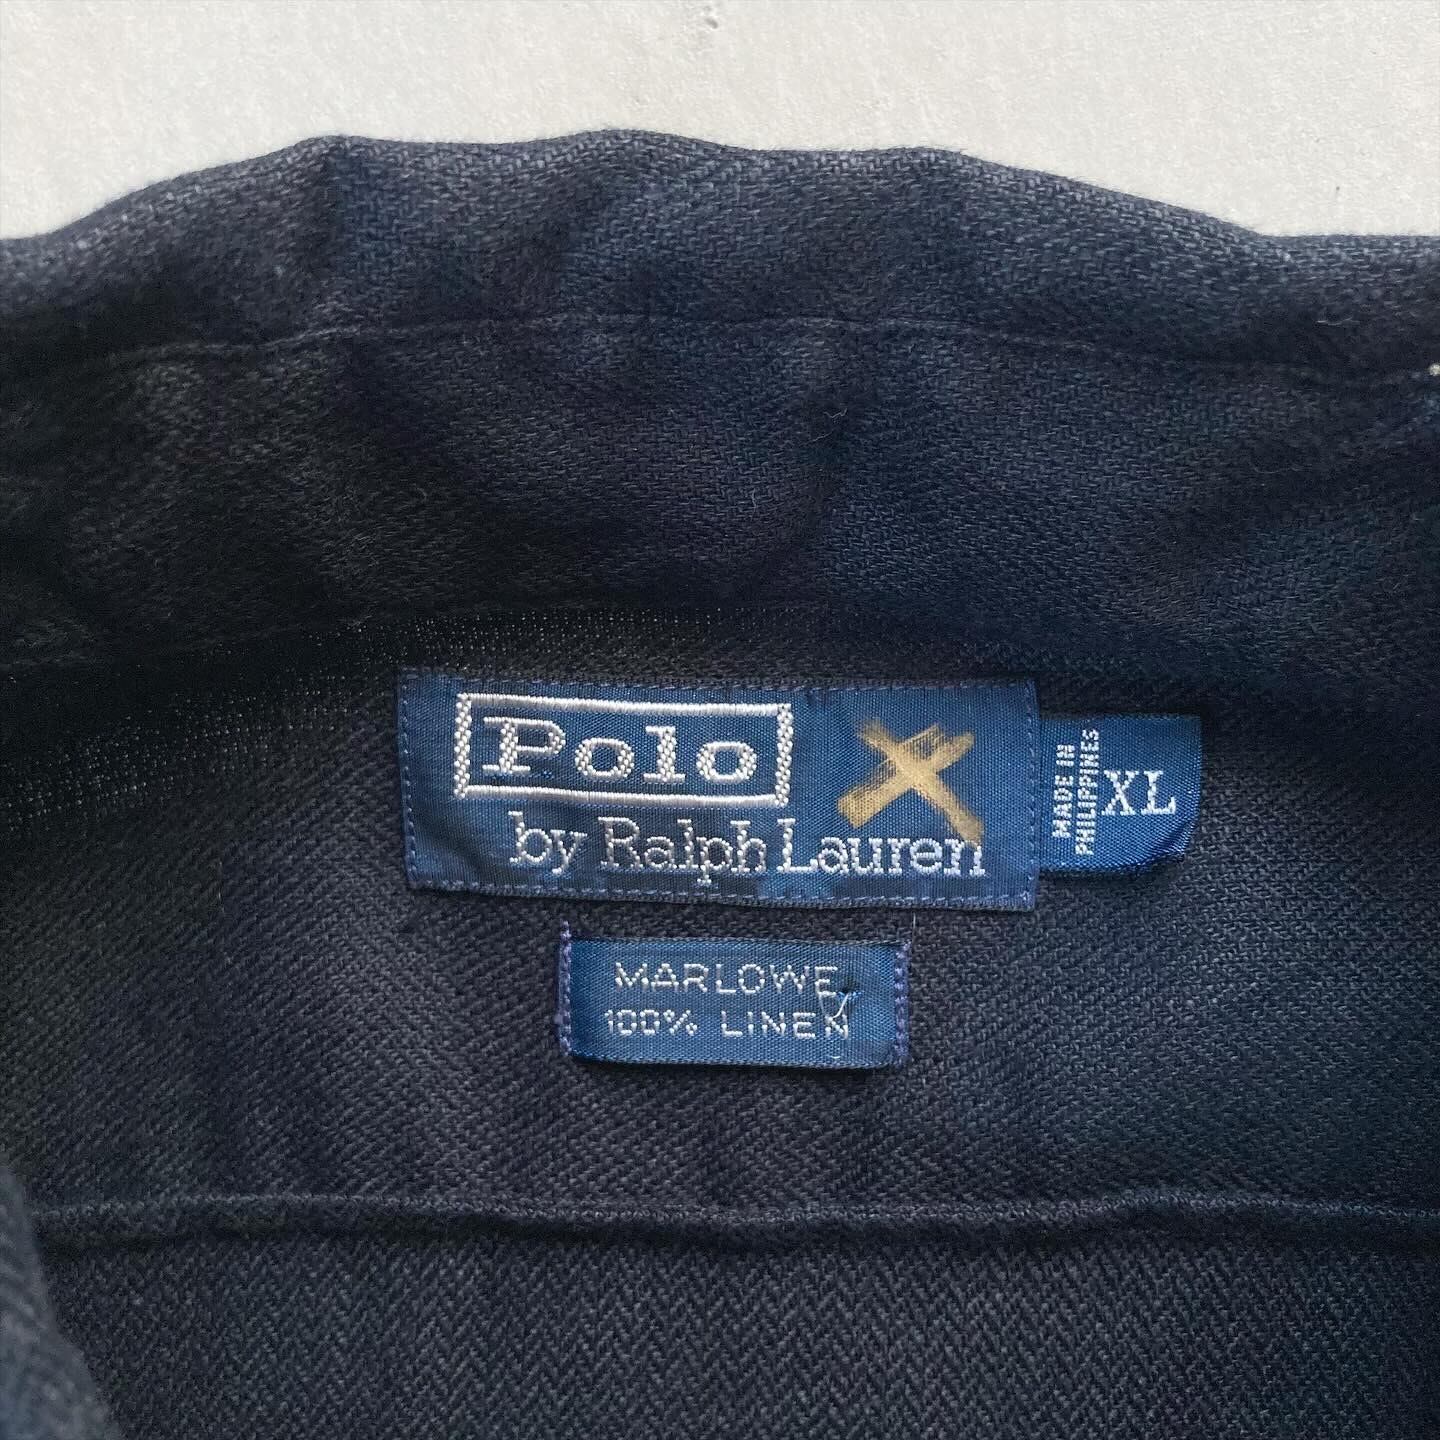 Polo
by Ralph Lauren
MADE IN
PHILIPPINES
XL
MARLOWE
100% LINEN